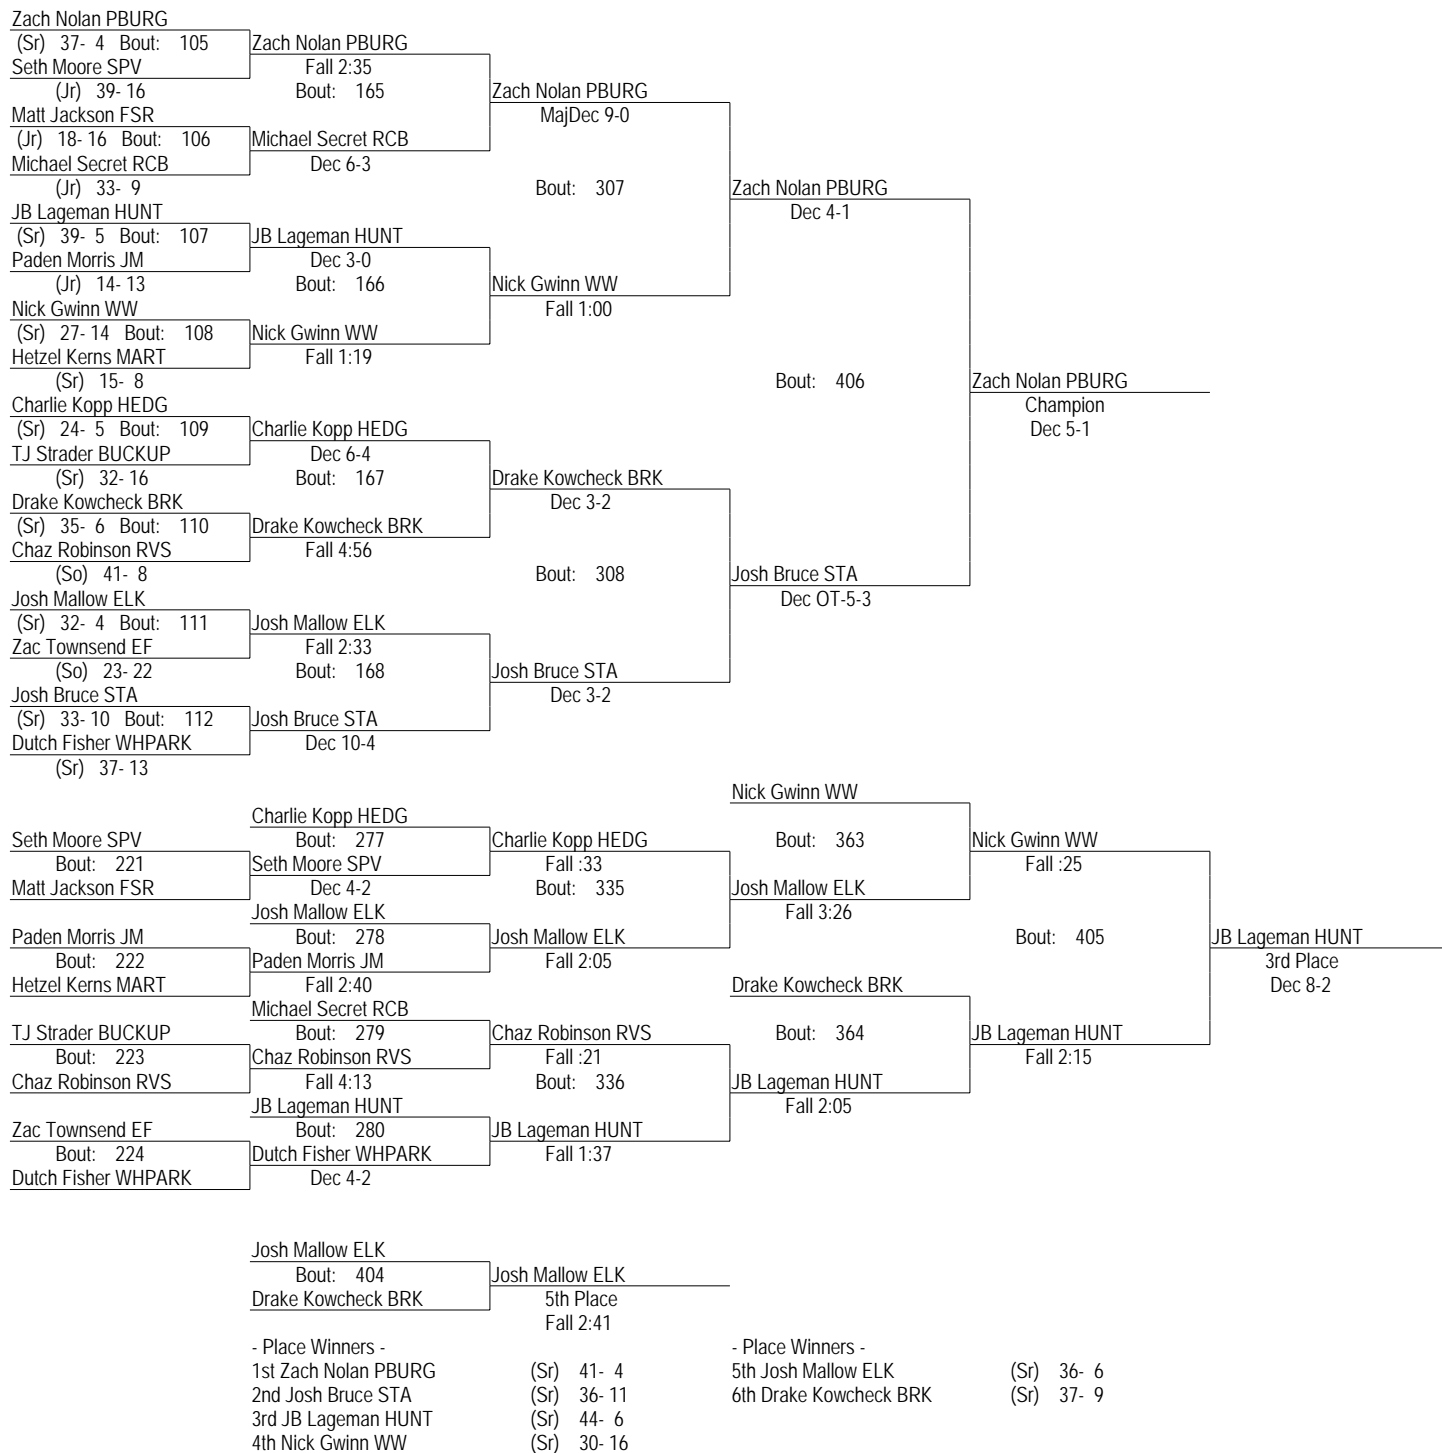 Zach Nolan PBURG
(Sr) 37- 4 Bout: 105 Zach Nolan PBURG
Seth Moore SPV Fall 2:35
(Jr) 39- 16 Bout: 165 Zach Nolan PBURG
Matt Jackson FSR MajDec 9-0
(Jr) 18- 16 Bout: 106 Michael Secret RCB
Michael Secret RCB Dec 6-3
(Jr) 33- 9 Bout: 307 Zach Nolan PBURG
JB Lageman HUNT Dec 4-1
(Sr) 39- 5 Bout: 107 JB Lageman HUNT
Paden Morris JM Dec 3-0
(Jr) 14- 13 Bout: 166 Nick Gwinn WW
Nick Gwinn WW Fall 1:00
(Sr) 27- 14 Bout: 108 Nick Gwinn WW
Hetzel Kerns MART Fall 1:19
(Sr) 15- 8 Bout: 406 Zach Nolan PBURG
Charlie Kopp HEDG Champion
(Sr) 24- 5 Bout: 109 Charlie Kopp HEDG Dec 5-1
TJ Strader BUCKUP Dec 6-4
(Sr) 32- 16 Bout: 167 Drake Kowcheck BRK
Drake Kowcheck BRK Dec 3-2
(Sr) 35- 6 Bout: 110 Drake Kowcheck BRK
Chaz Robinson RVS Fall 4:56
(So) 41- 8 Bout: 308 Josh Bruce STA
Josh Mallow ELK Dec OT-5-3
(Sr) 32- 4 Bout: 111 Josh Mallow ELK
Zac Townsend EF Fall 2:33
(So) 23- 22 Bout: 168 Josh Bruce STA
Josh Bruce STA Dec 3-2
(Sr) 33- 10 Bout: 112 Josh Bruce STA
Dutch Fisher WHPARK Dec 10-4
(Sr) 37- 13
Nick Gwinn WW
Charlie Kopp HEDG
Seth Moore SPV Bout: 277 Charlie Kopp HEDG Bout: 363 Nick Gwinn WW
Bout: 221 Seth Moore SPV Fall :33 Fall :25
Matt Jackson FSR Dec 4-2 Bout: 335 Josh Mallow ELK
Josh Mallow ELK Fall 3:26
Paden Morris JM Bout: 278 Josh Mallow ELK Bout: 405 JB Lageman HUNT
Bout: 222 Paden Morris JM Fall 2:05 3rd Place
Hetzel Kerns MART Fall 2:40 Drake Kowcheck BRK Dec 8-2
Michael Secret RCB
TJ Strader BUCKUP Bout: 279 Chaz Robinson RVS Bout: 364 JB Lageman HUNT
Bout: 223 Chaz Robinson RVS Fall :21 Fall 2:15
Chaz Robinson RVS Fall 4:13 Bout: 336 JB Lageman HUNT
JB Lageman HUNT Fall 2:05
Zac Townsend EF Bout: 280 JB Lageman HUNT
Bout: 224 Dutch Fisher WHPARK Fall 1:37
Dutch Fisher WHPARK Dec 4-2
Josh Mallow ELK
Bout: 404 Josh Mallow ELK
Drake Kowcheck BRK 5th Place
Fall 2:41
- Place Winners - - Place Winners -
1st Zach Nolan PBURG (Sr) 41- 4 5th Josh Mallow ELK (Sr) 36- 6
2nd Josh Bruce STA (Sr) 36- 11 6th Drake Kowcheck BRK (Sr) 37- 9
3rd JB Lageman HUNT (Sr) 44- 6
4th Nick Gwinn WW (Sr) 30- 16